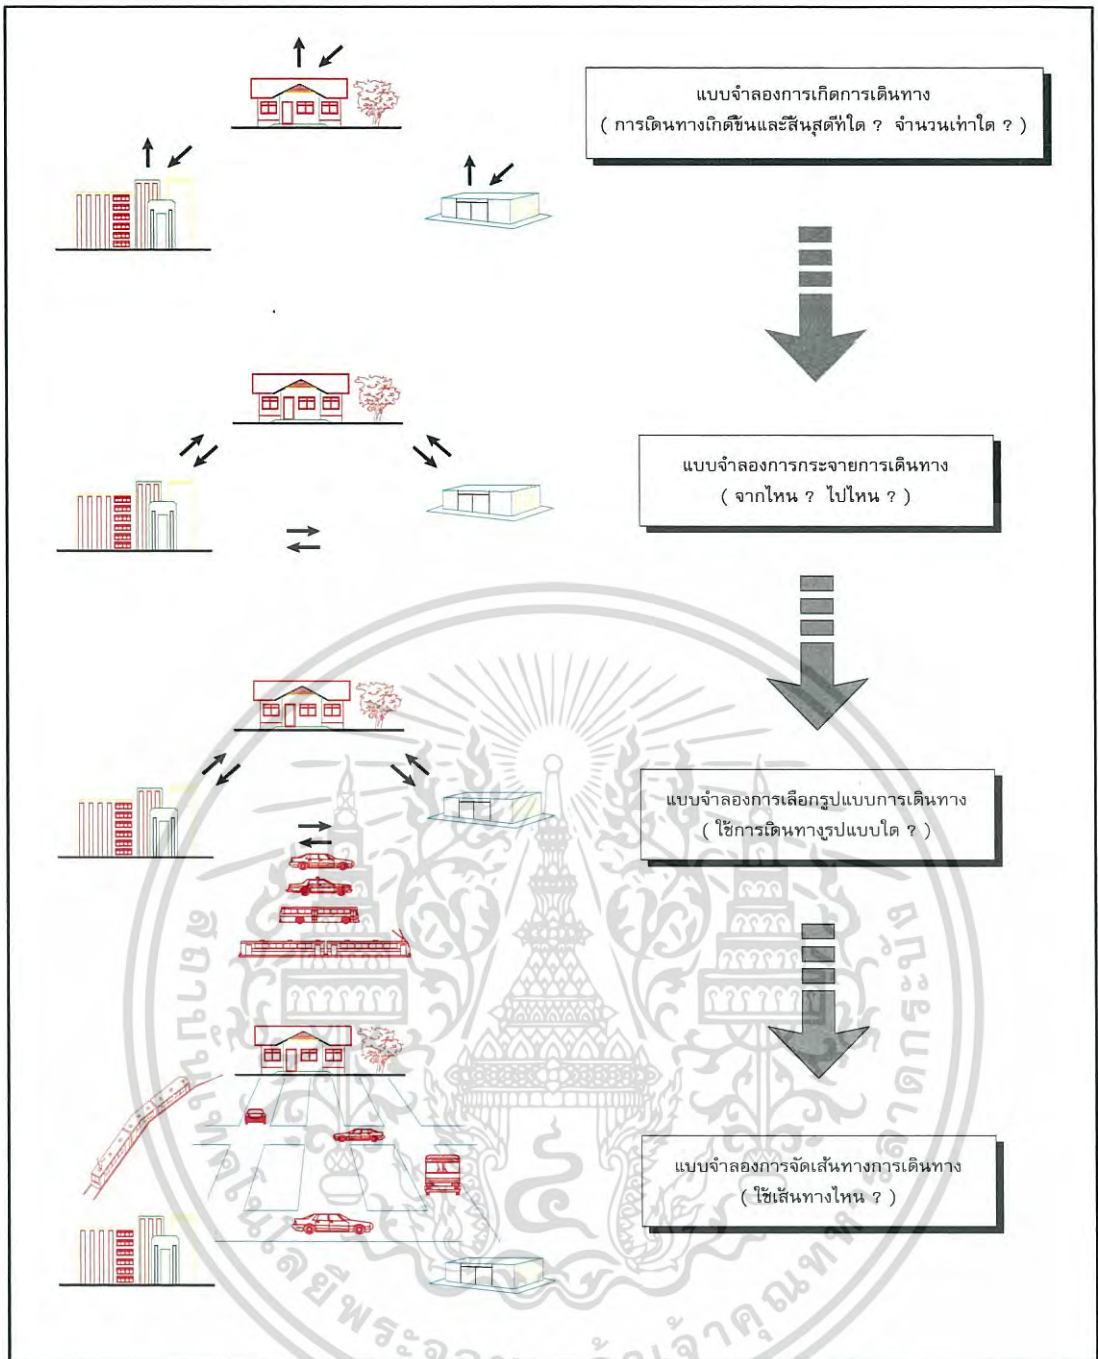 แบบจำลองการเกิดการเดินทาง
( การเดินทางเกิดขึ้นและสิ้นสุดที่ใด ? จำนวนเท่าใด ? )
แบบจำลองการกระจายการเดินทาง
( จากไหน ? ไปไหน ? )
แบบจำลองการเลือกรูปแบบการเดินทาง
( ใช้การเดินทางรูปแบบใด ? )
แบบจำลองการจัดเส้นทางการเดินทาง
( ใช้เส้นทางไหน ? )